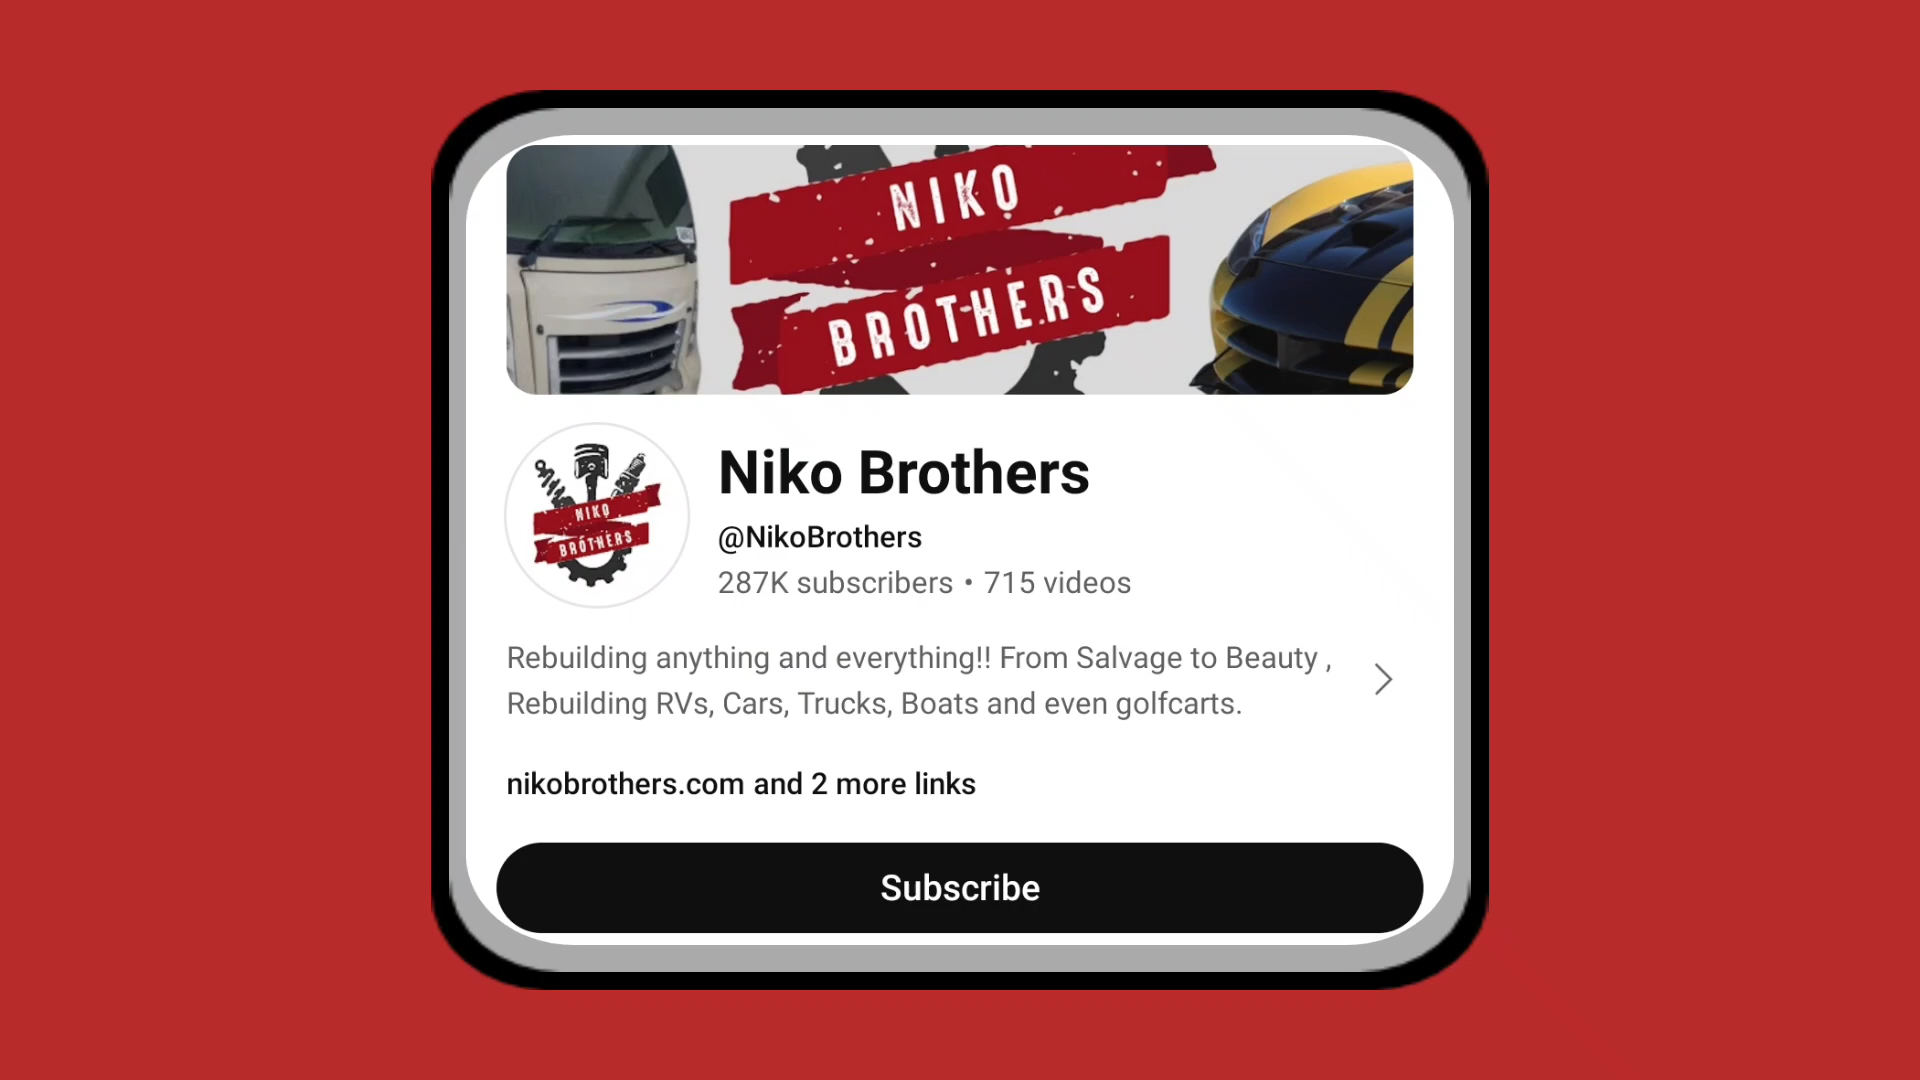 NIKO
BROTHERS
NIKO
BROTHERS
Niko Brothers
@NikoBrothers
287K subscribers • 715 videos
Rebuilding anything and everything!! From Salvage to Beauty ,
Rebuilding RVs, Cars, Trucks, Boats and even golfcarts.
nikobrothers.com and 2 more links
Subscribe